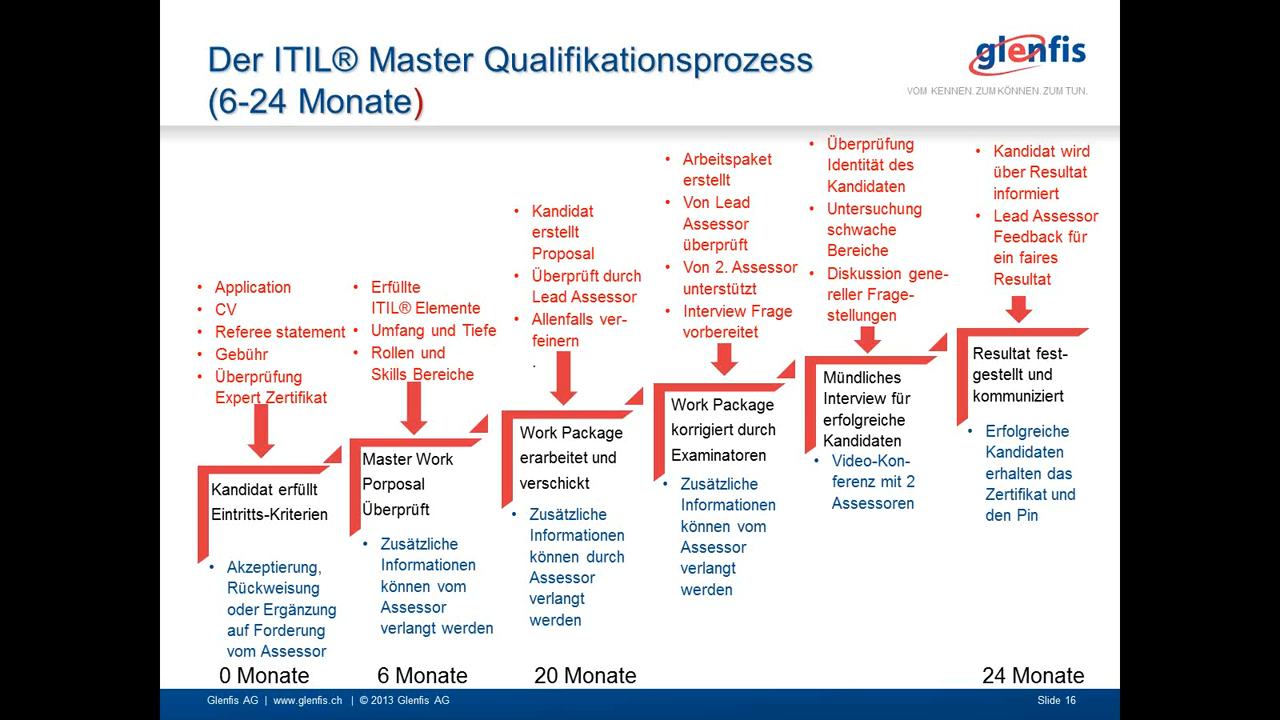 Der ITIL® Master Qualifikationsprozess
(6-24 Monate)
glenfis
VOM KENNEN. ZUM KÖNNEN. ZUM TUN.
• Application
• CV
• Referee statement
• Gebühr
• Überprüfung
Expert Zertifikat
Kandidat erfüllt
Eintritts-Kriterien
• Akzeptierung,
Rückweisung
oder Ergänzung
auf Forderung
vom Assessor
0 Monate
• Erfüllte
ITIL® Elemente
• Umfang und Tiefe
• Rollen und
Skills Bereiche
Master Work
Porposal
Überprüft
• Zusätzliche
Informationen
können vom
Assessor
verlangt werden
6 Monate
• Kandidat
erstellt
Proposal
• Überprüft durch
Lead Assessor
• Allenfalls ver-
feinern
.
Work Package
erarbeitet und
verschickt
• Zusätzliche
Informationen
können durch
Assessor
verlangt
werden
20 Monate
• Arbeitspaket
erstellt
• Von Lead
Assessor
überprüft
• Von 2. Assessor
unterstützt
• Interview Frage
vorbereitet
Work Package
korrigiert durch
Examinatoren
• Zusätzliche
Informationen
können vom
Assessor
verlangt
werden
• Überprüfung
Identität des
Kandidaten
• Untersuchung
schwache
Bereiche
• Diskussion gene-
reller Frage-
stellungen
Mündliches
Interview für
erfolgreiche
Kandidaten
• Video-Kon-
ferenz mit 2
Assessoren
• Kandidat wird
über Resultat
informiert
• Lead Assessor
Feedback für
ein faires
Resultat
Resultat fest-
gestellt und
kommuniziert
• Erfolgreiche
Kandidaten
erhalten das
Zertifikat und
den Pin
24 Monate
Glenfis AG | www.glenfis.ch | © 2013 Glenfis AG
Slide 16